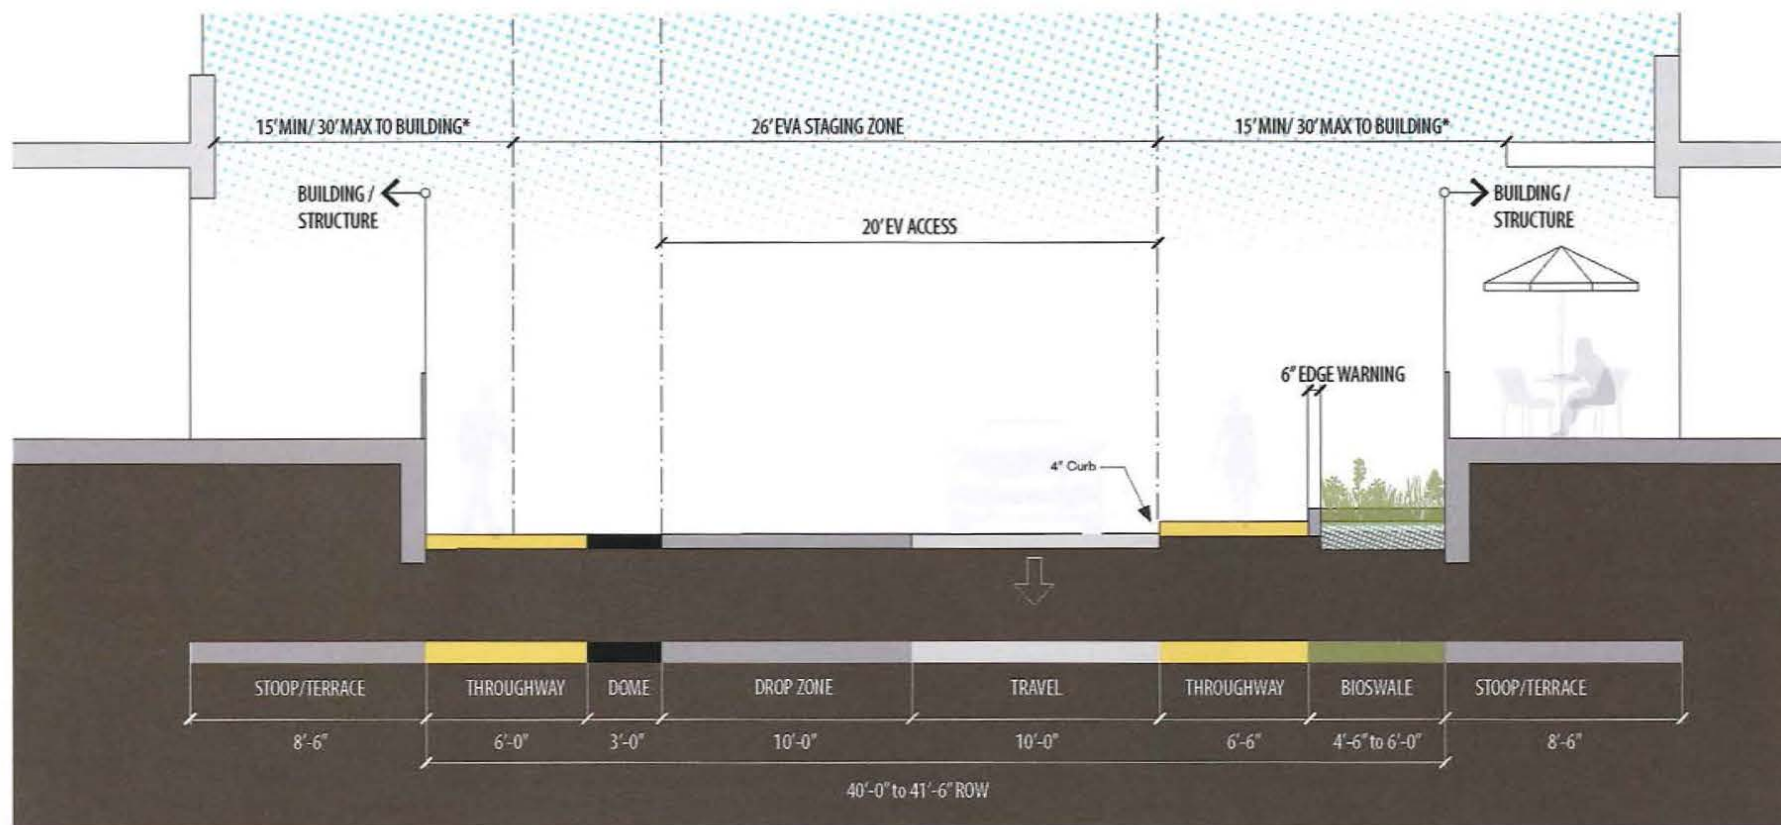 15' MIN/ 30' MAX TO BUILDING*
26' EVA STAGING ZONE
15' MIN/ 30' MAX TO BUILDING*
BUILDING /
STRUCTURE
BUILDING /
STRUCTURE
20' EV ACCESS
6" EDGE WARNING
4" Curb
STOOP/TERRACE
THROUGHWAY
DOME
DROP ZONE
TRAVEL
THROUGHWAY
BIOSWALE
STOOP/TERRACE
8'-6"
6'-0"
3'-0"
10'-0"
10'-0"
6'-6"
4'-6" to 6'-0"
8'-6"
40'-0" to 41'-6" ROW